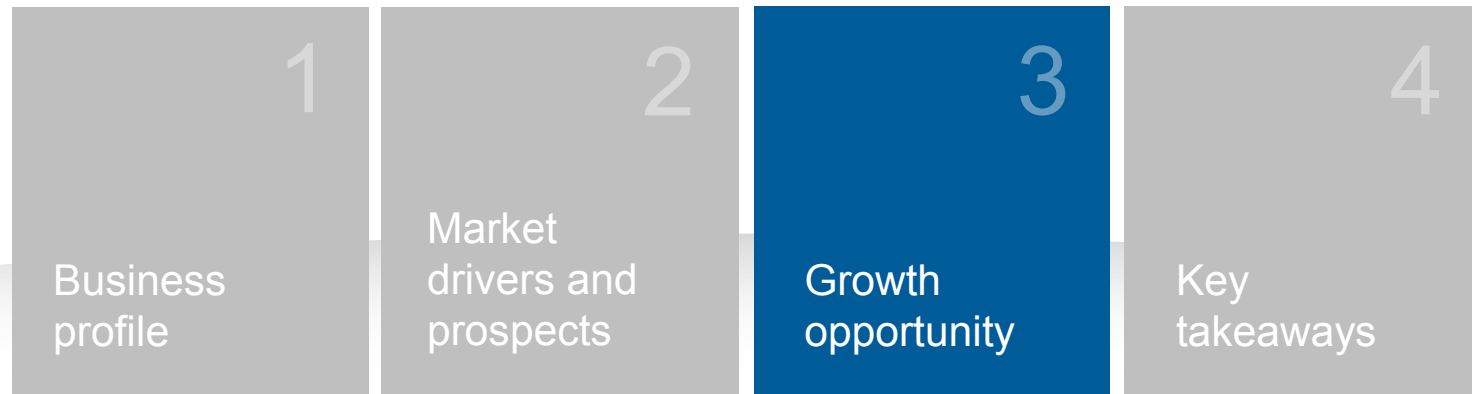 1
Business
profile
2
Market
drivers and
prospects
3
Growth
opportunity
4
Key
takeaways